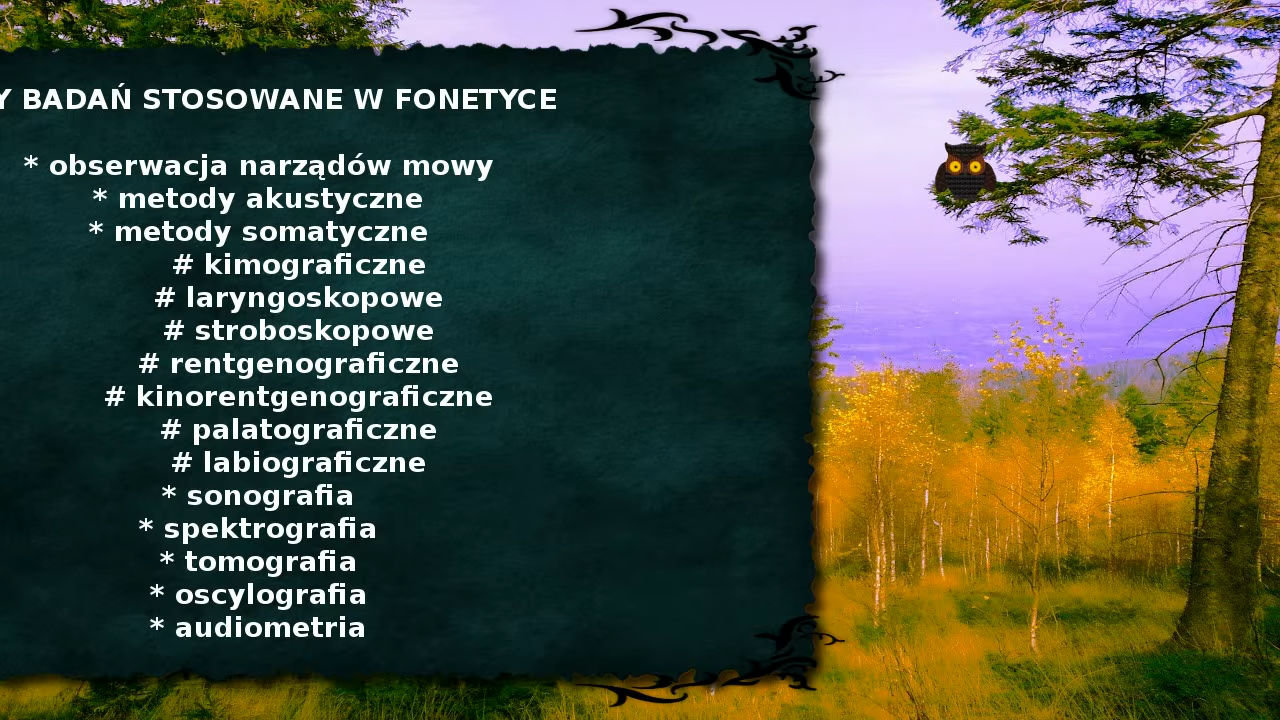 Y BADAŃ STOSOWANE W FONETYCE
* obserwacja narządów mowy
* metody akustyczne
* metody somatyczne
# kimograficzne
# laryngoskopowe
# stroboskopowe
# rentgenograficzne
# kinorentgenograficzne
# palatograficzne
# labiograficzne
* sonografia
* spektrografia
* tomografia
* oscylografia
* audiometria